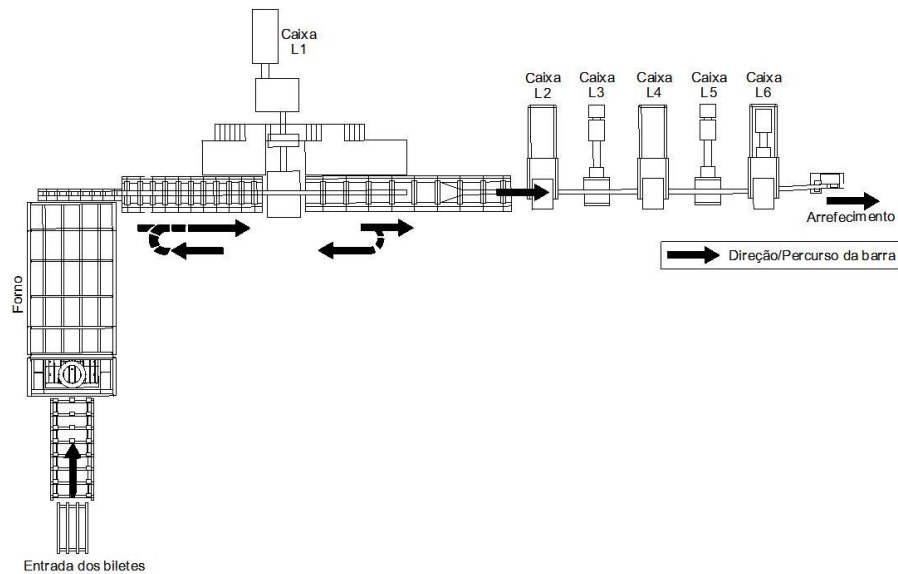 Caixa
L1
Caixa
L2
Caixa
L3
Caixa
L4
Caixa
L5
Caixa
L6
Arrefecimento
Direção/Percurso da barra
Forno
Entrada dos biletes